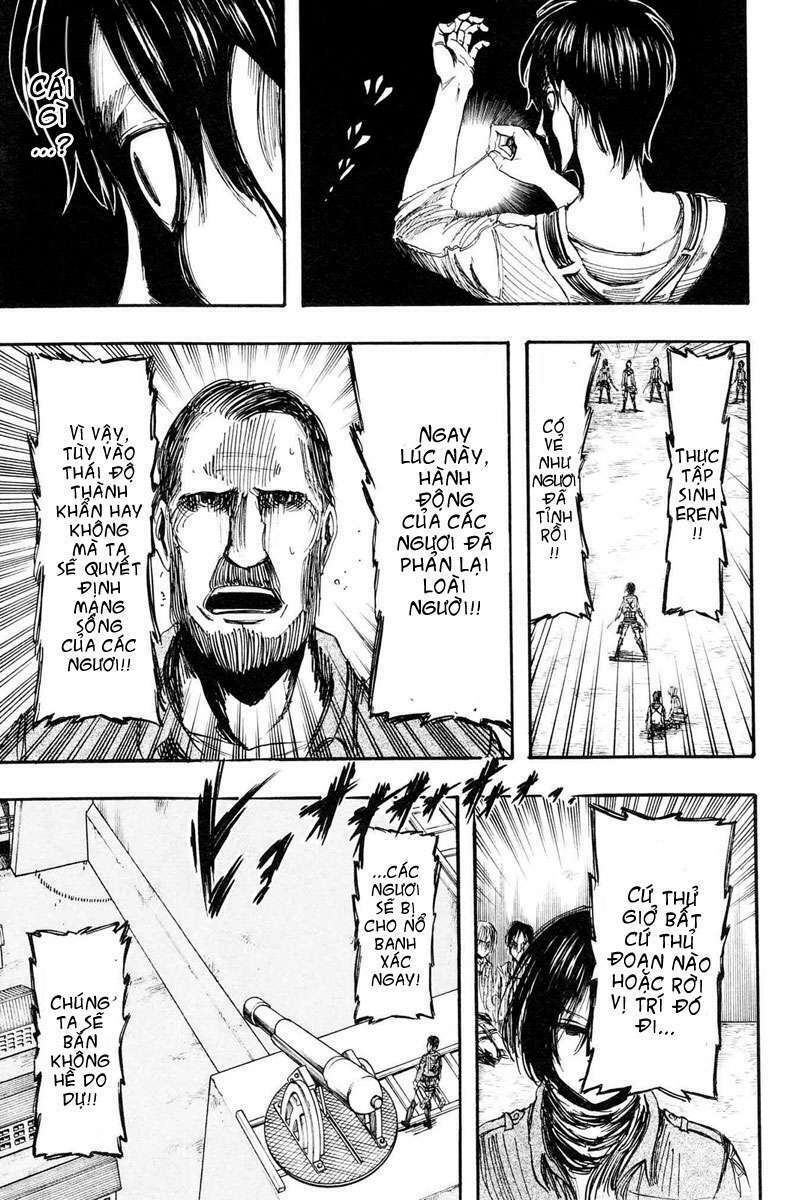 CÁI
GÌ
...?
THỰC
TẬP
SINH
EREN
!!
CÓ
VẺ
NHƯ
NGƯƠI
ĐÃ
TỈNH
RỒI
!!
NGAY
LÚC NÀY,
HÀNH
ĐỘNG
CỦA CÁC
NGƯƠI ĐÃ
PHẢN LẠI
LOÀI
NGƯỜI!!
VÌ VẬY,
TÙY VÀO
THÁI ĐỘ
THÀNH
KHẨN HAY
KHÔNG
MÀ TA
SẼ QUYẾT
ĐỊNH
MẠNG
SỐNG
CỦA CÁC
NGƯƠI!!
CỨ THỬ
GIỞ BẤT
CỨ THỦ
ĐOẠN NÀO
HOẶC RỜI
VỊ TRÍ ĐÓ
ĐI...
...CÁC
NGƯƠI
SẼ BỊ
CHO NỔ
BANH
XÁC
NGAY!
CHÚNG
TA SẼ
BẮN
KHÔNG
HỀ DO
DỰ!!